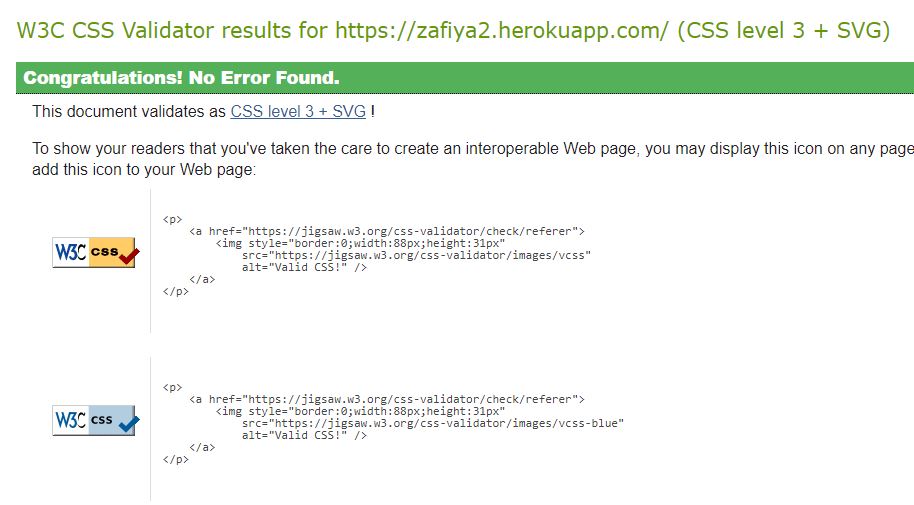 W3C CSS Validator results for https://zafiya2.herokuapp.com/ (CSS level 3 + SVG)
Congratulations! No Error Found.
This document validates as CSS level 3 + SVG !
To show your readers that you've taken the care to create an interoperable Web page, you may display this icon on any page
add this icon to your Web page:
W3C css
<p>
<a href="https://jigsaw.w3.org/css-validator/check/referer">
<img style="border:0;width:88px;height:31px"
src="https://jigsaw.w3.org/css-validator/images/vcss"
alt="Valid CSS!" />
</a>
</p>
W3C css
<p>
<a href="https://jigsaw.w3.org/css-validator/check/referer">
<img style="border:0;width:88px;height:31px"
src="https://jigsaw.w3.org/css-validator/images/vcss-blue"
alt="Valid CSS!" />
</a>
</p>